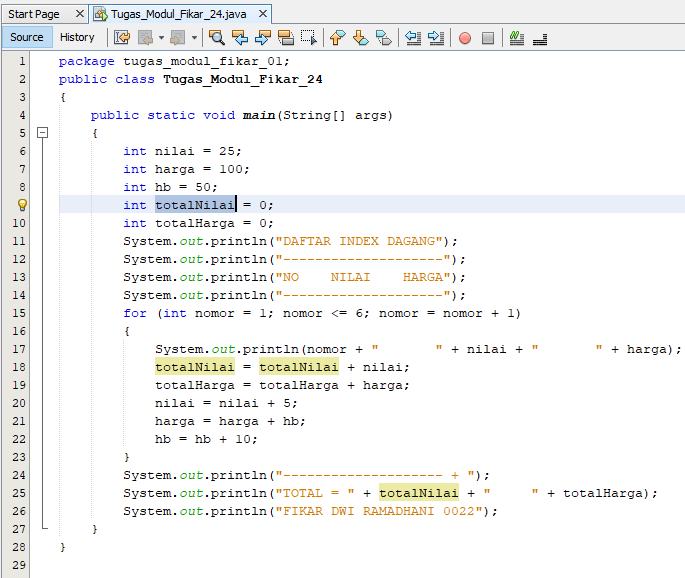 Start Page
Tugas_Modul_Fikar_24.java
Source History
1 package tugas_modul_fikar_01;
2 public class Tugas_Modul_Fikar_24
3 {
4     public static void main(String[] args)
5     {
6         int nilai = 25;
7         int harga = 100;
8         int hb = 50;
int totalNilai = 0;
10         int totalHarga = 0;
11         System.out.println("DAFTAR INDEX DAGANG");
12         System.out.println("--------------------");
13         System.out.println("NO    NILAI    HARGA");
14         System.out.println("--------------------");
15         for (int nomor = 1; nomor <= 6; nomor = nomor + 1)
16         {
17             System.out.println(nomor + "       " + nilai + "       " + harga);
18             totalNilai = totalNilai + nilai;
19             totalHarga = totalHarga + harga;
20             nilai = nilai + 5;
21             harga = harga + hb;
22             hb = hb + 10;
23         }
24         System.out.println("-------------------- + ");
25         System.out.println("TOTAL = " + totalNilai + "     " + totalHarga);
26         System.out.println("FIKAR DWI RAMADHANI 0022");
27     }
28 }
29